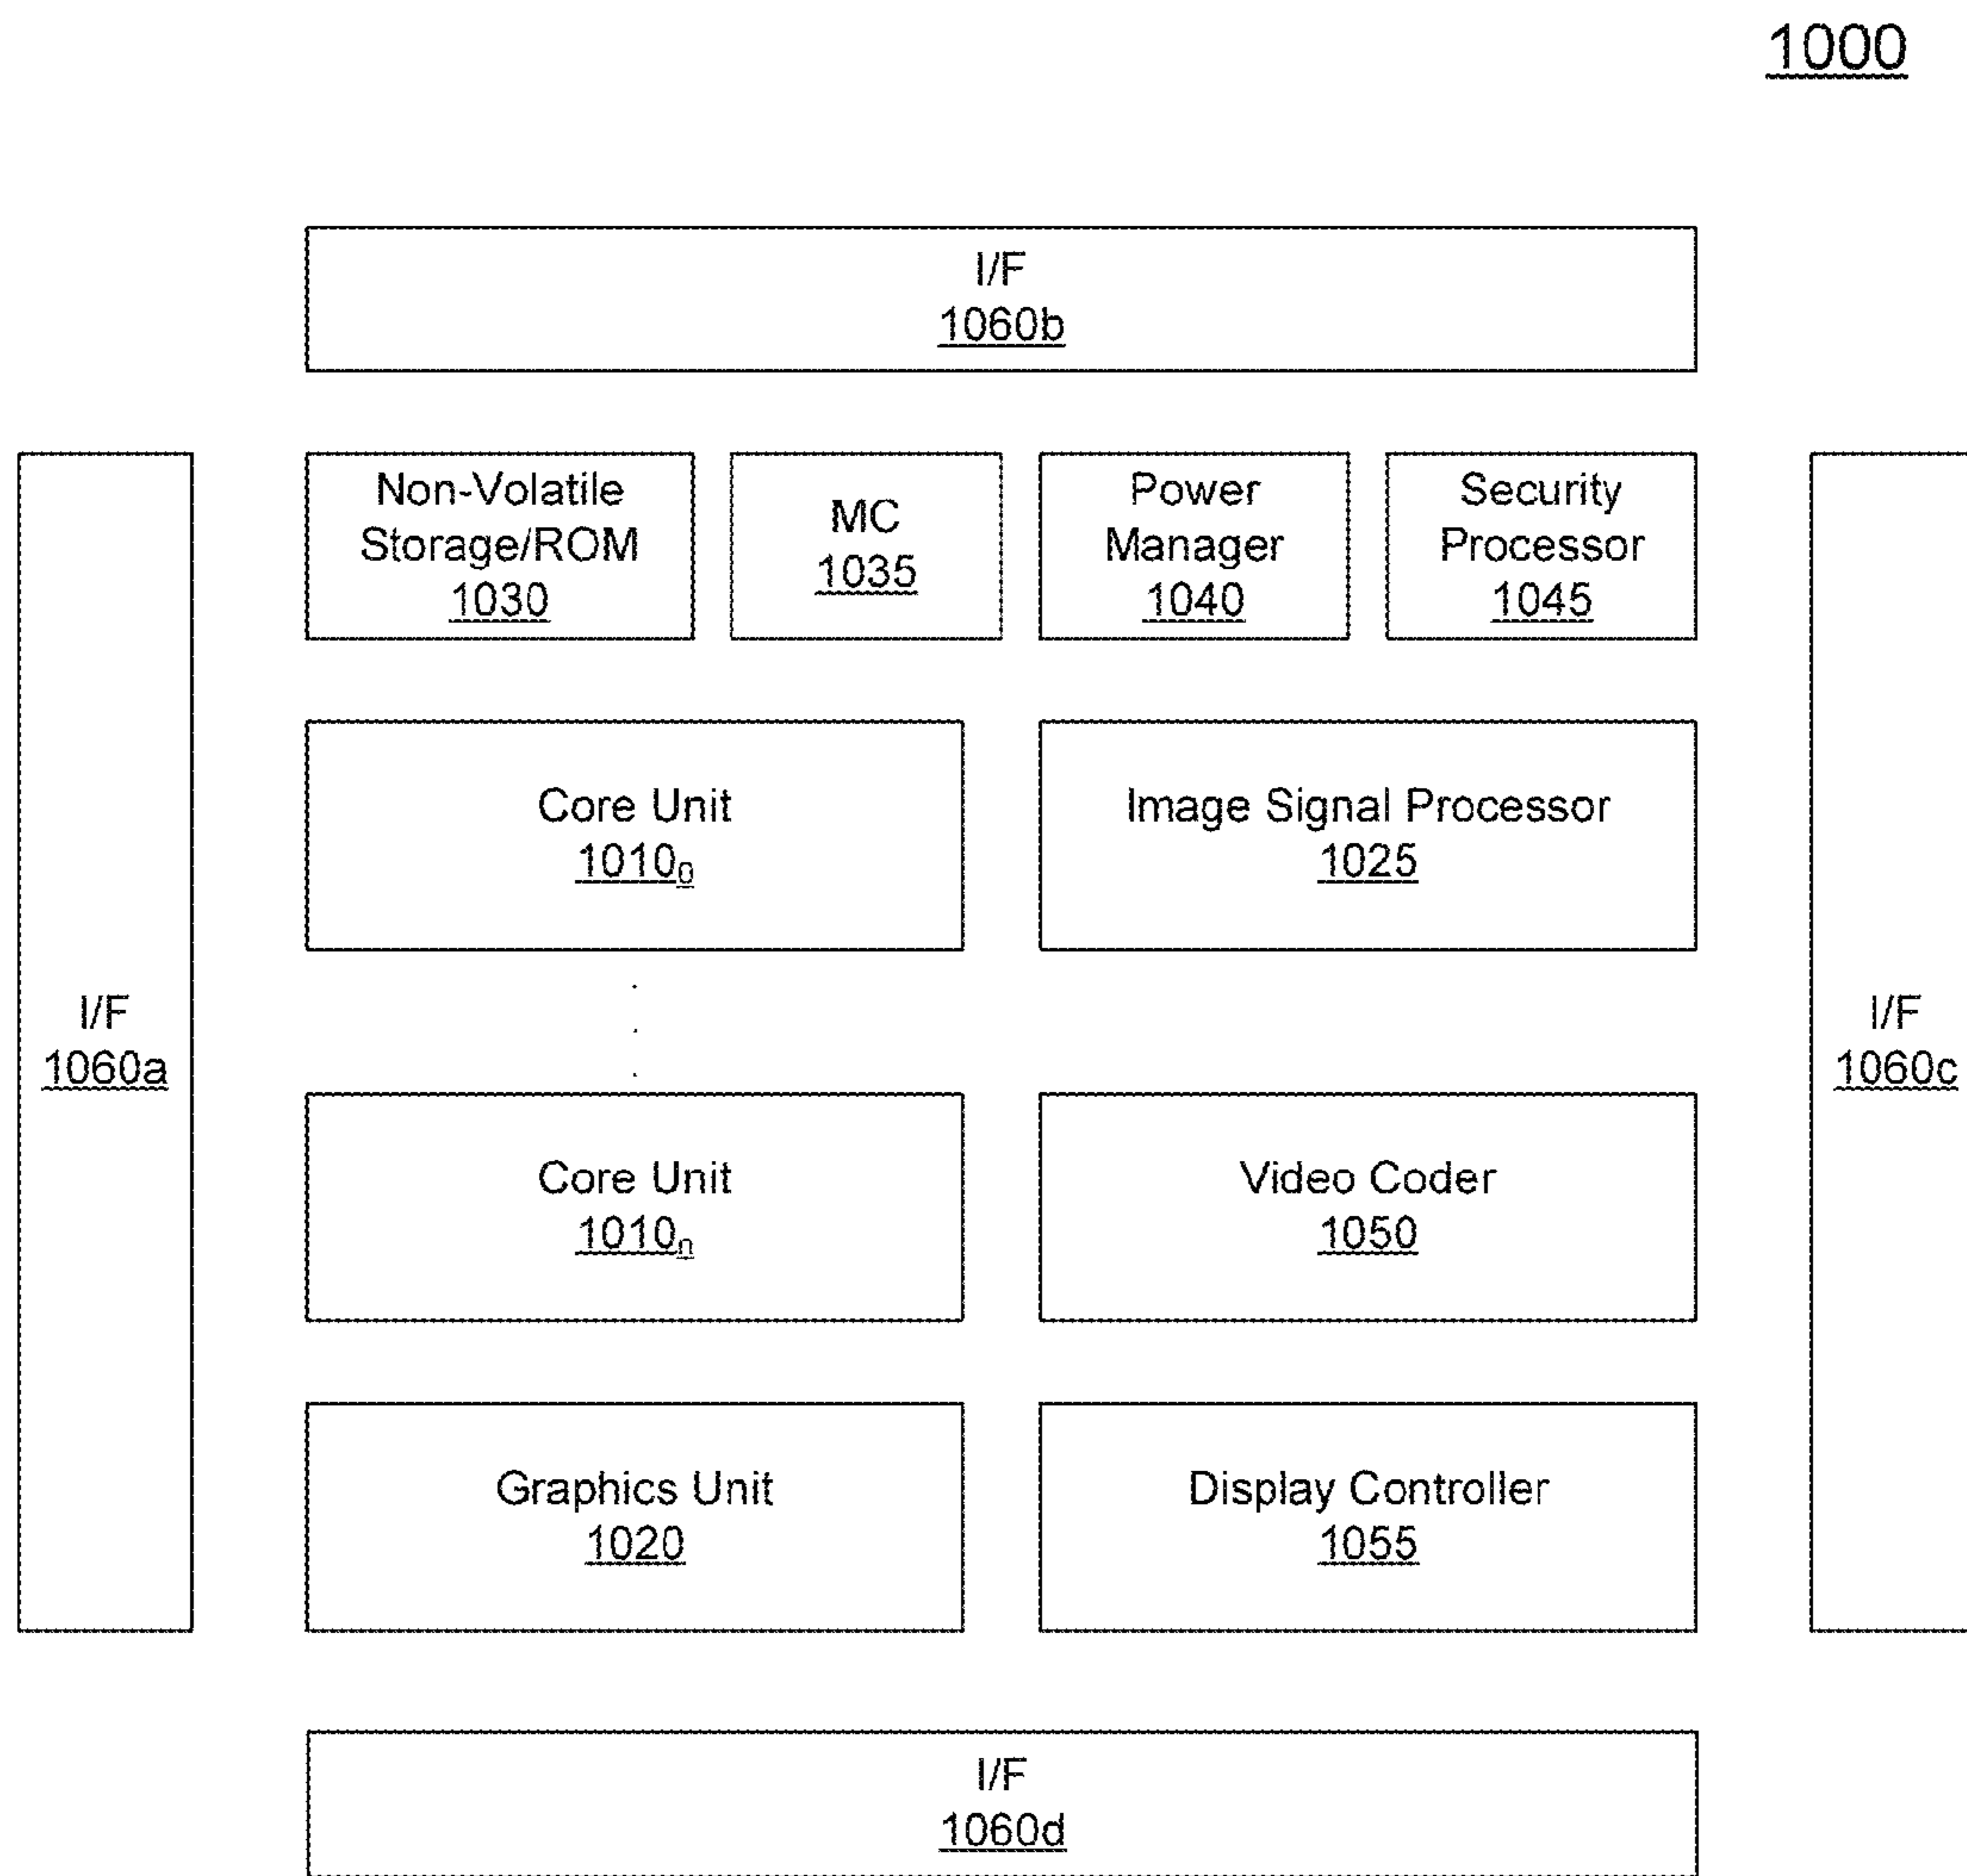 1000
I/F
1060b
Non-Volatile
Storage/ROM
1030
MC
1035
Power
Manager
1040
Security
Processor
1045
Core Unit
1010₀
Image Signal Processor
1025
I/F
1060a
I/F
1060c
Core Unit
1010ₙ
Video Coder
1050
Graphics Unit
1020
Display Controller
1055
I/F
1060d